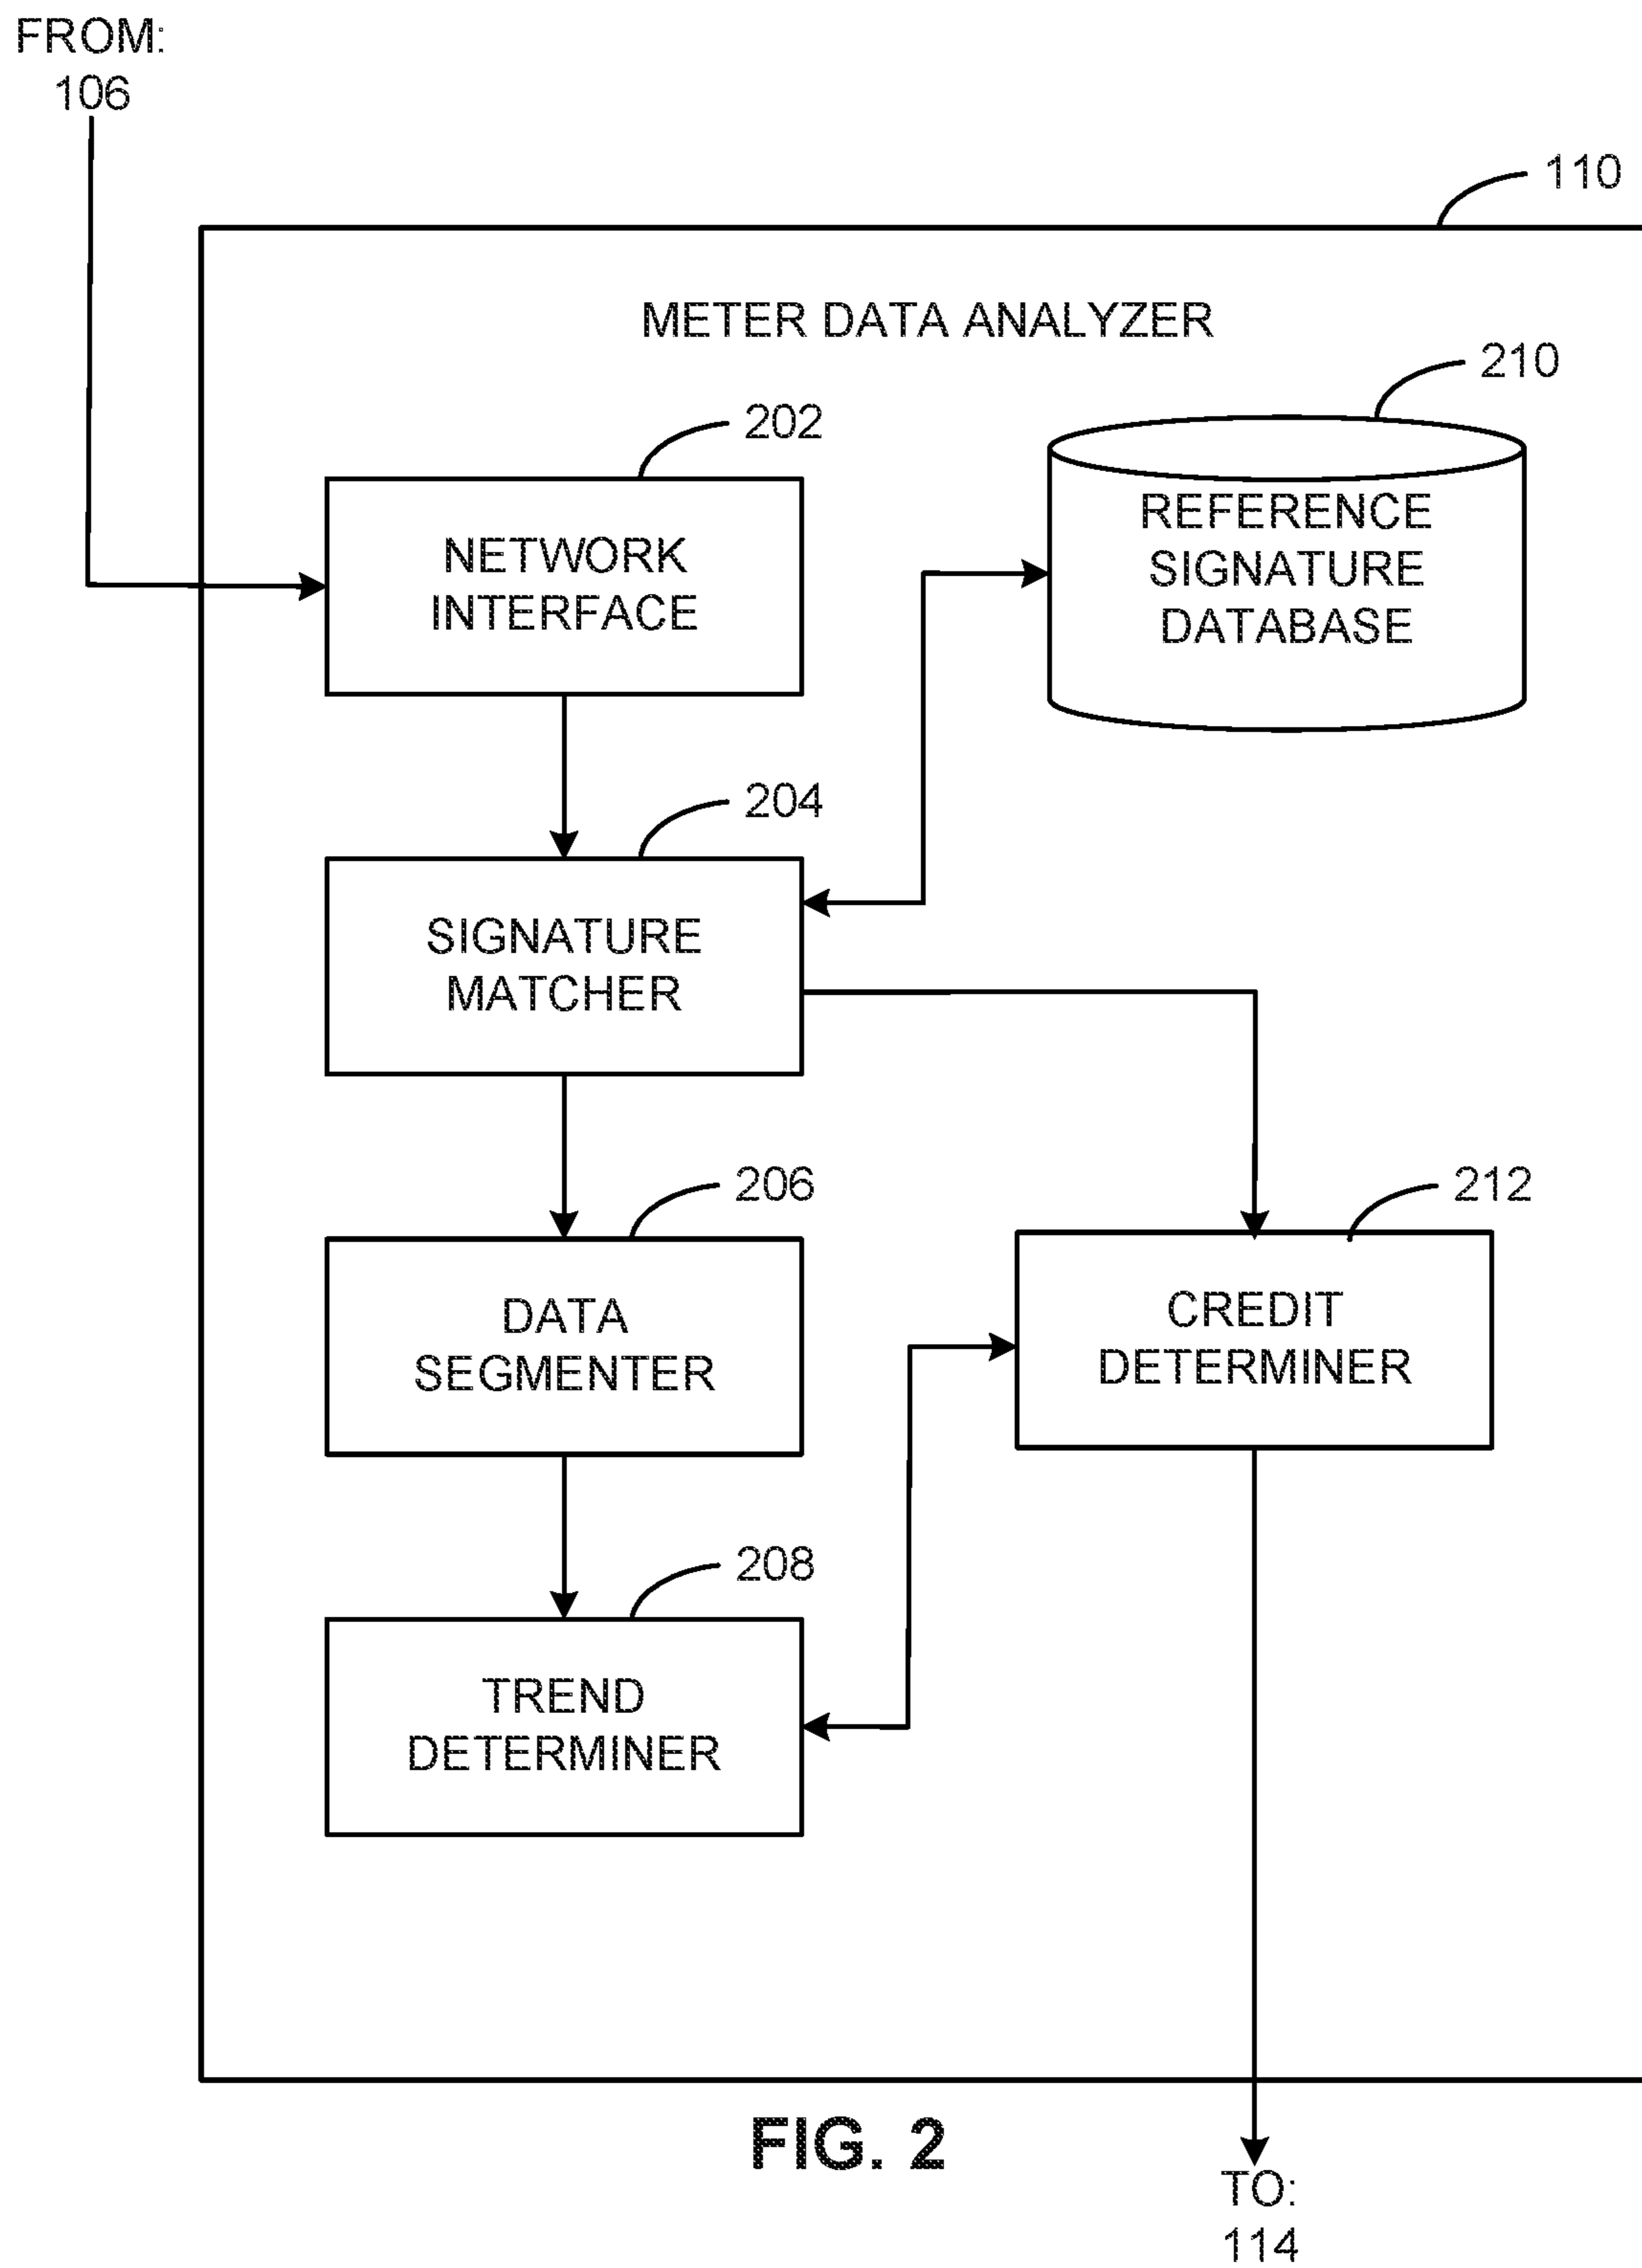 FROM:
106
110
METER DATA ANALYZER
210
202
REFERENCE
SIGNATURE
DATABASE
NETWORK
INTERFACE
204
SIGNATURE
MATCHER
206
212
DATA
SEGMENTER
CREDIT
DETERMINER
208
TREND
DETERMINER
FIG. 2
TO:
114